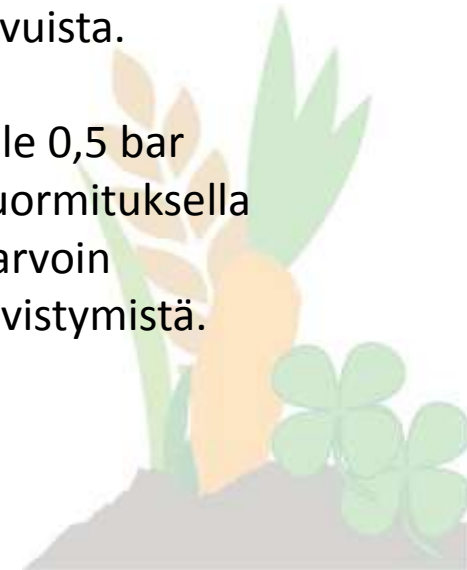 vuista.
le 0,5 bar
uormituksella
arvoin
vistymistä.